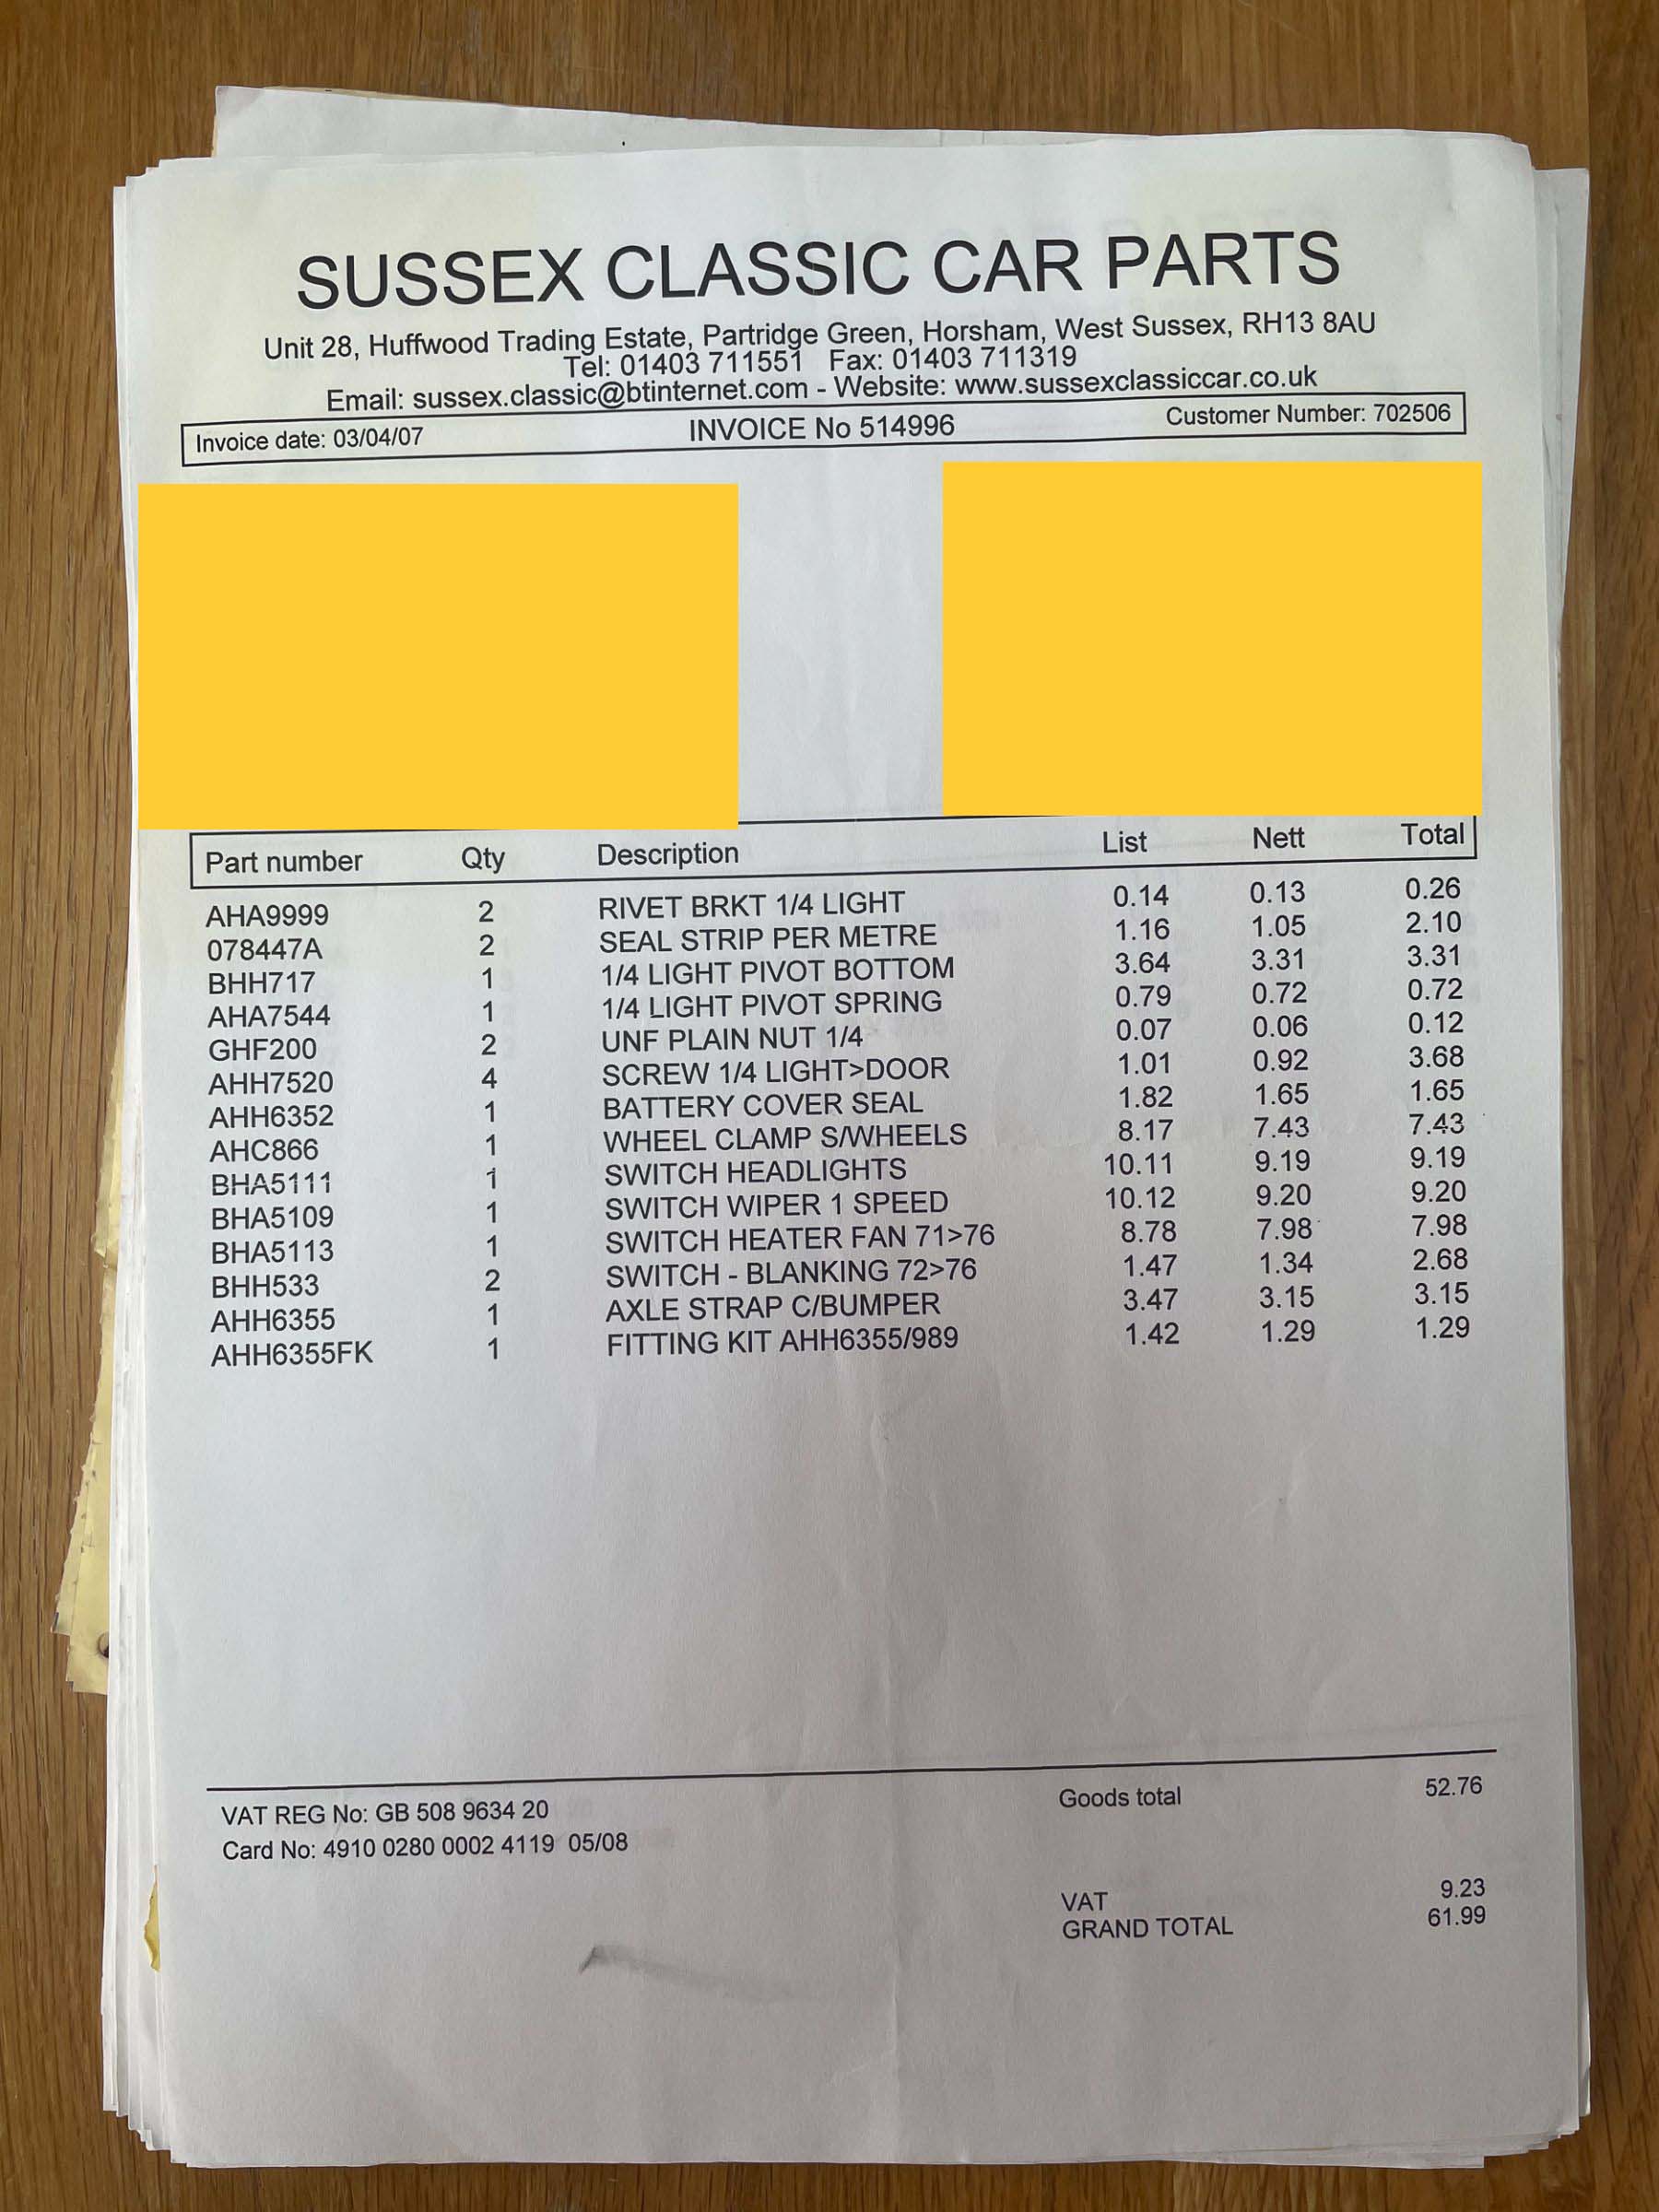 SUSSEX CLASSIC CAR PARTS
Unit 28, Huffwood Trading Estate, Partridge Green, Horsham, West Sussex, RH13 8AU
Tel: 01403 711551 Fax: 01403 711319
Email: sussex.classic@btinternet.com - Website: www.sussexclassiccar.co.uk
Invoice date: 03/04/07 INVOICE No 514996 Customer Number: 702506
Part number Qty Description List Nett Total
AHA9999 2 RIVET BRKT 1/4 LIGHT 0.14 0.13 0.26
078447A 2 SEAL STRIP PER METRE 1.16 1.05 2.10
BHH717 1 1/4 LIGHT PIVOT BOTTOM 3.64 3.31 3.31
AHA7544 1 1/4 LIGHT PIVOT SPRING 0.79 0.72 0.72
GHF200 2 UNF PLAIN NUT 1/4 0.07 0.06 0.12
AHH7520 4 SCREW 1/4 LIGHT>DOOR 1.01 0.92 3.68
AHH6352 1 BATTERY COVER SEAL 1.82 1.65 1.65
AHC866 1 WHEEL CLAMP S/WHEELS 8.17 7.43 7.43
BHA5111 1 SWITCH HEADLIGHTS 10.11 9.19 9.19
BHA5109 1 SWITCH WIPER 1 SPEED 10.12 9.20 9.20
BHA5113 1 SWITCH HEATER FAN 71>76 8.78 7.98 7.98
BHH533 2 SWITCH - BLANKING 72>76 1.47 1.34 2.68
AHH6355 1 AXLE STRAP C/BUMPER 3.47 3.15 3.15
AHH6355FK 1 FITTING KIT AHH6355/989 1.42 1.29 1.29
VAT REG No: GB 508 9634 20 Goods total 52.76
Card No: 4910 0280 0002 4119 05/08
VAT 9.23
GRAND TOTAL 61.99